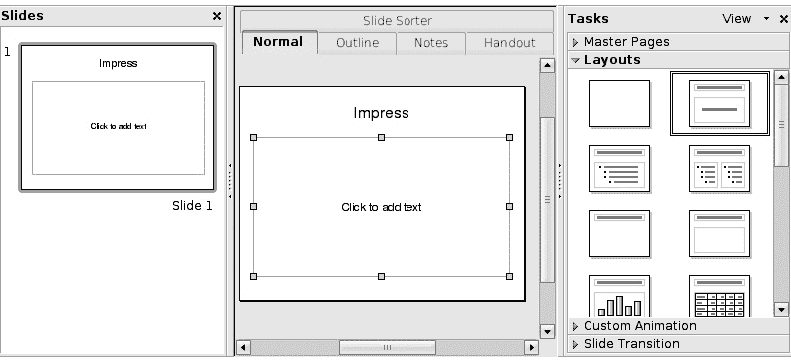 Slides
1
Impress
Click to add text
Slide 1
Slide Sorter
Normal Outline Notes Handout
Impress
Click to add text
Tasks View
Master Pages
Layouts
Custom Animation
Slide Transition